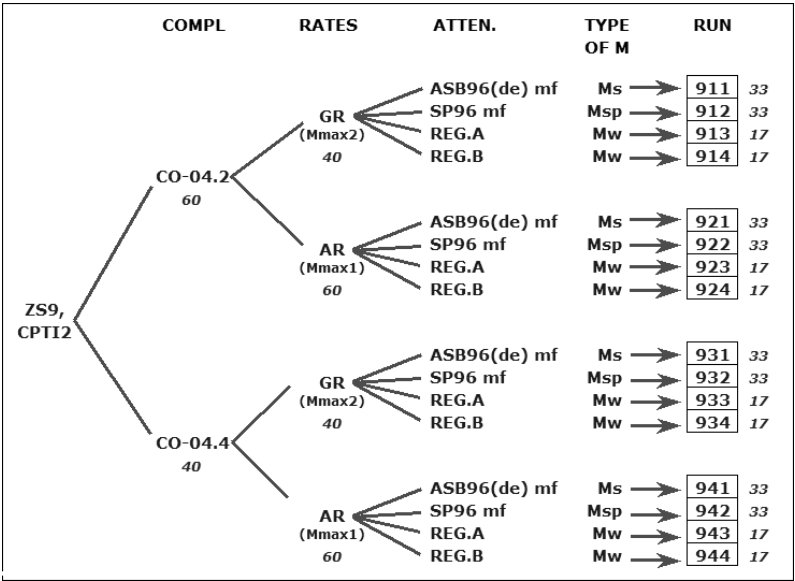 COMPL RATES ATTEN. TYPE OF M RUN
ASB96(de) mf Ms 911 33
GR SP96 mf Msp 912 33
(Mmax2) REG.A Mw 913 17
40 REG.B Mw 914 17
CO-04.2
60
ASB96(de) mf Ms 921 33
AR SP96 mf Msp 922 33
(Mmax1) REG.A Mw 923 17
60 REG.B Mw 924 17
ZS9,
CPTI2
ASB96(de) mf Ms 931 33
GR SP96 mf Msp 932 33
(Mmax2) REG.A Mw 933 17
40 REG.B Mw 934 17
CO-04.4
40
ASB96(de) mf Ms 941 33
AR SP96 mf Msp 942 33
(Mmax1) REG.A Mw 943 17
60 REG.B Mw 944 17